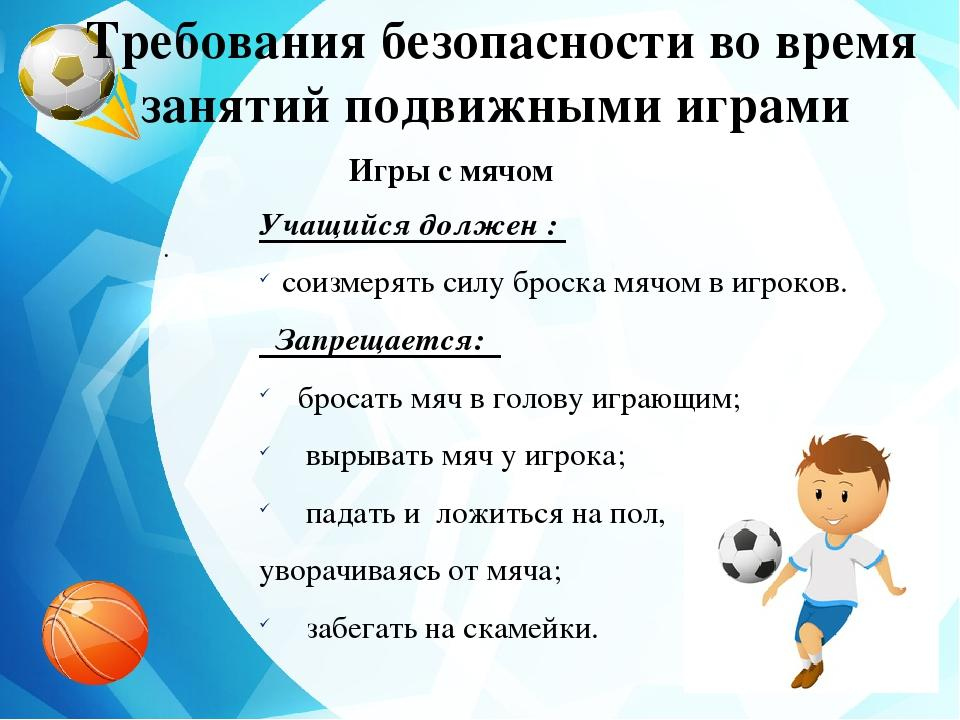 Требования безопасности во время
занятий подвижными играми
Игры с мячом
Учащийся должен :
.
✓ соизмерять силу броска мячом в игроков.
Запрещается:
✓ бросать мяч в голову играющим;
✓ вырывать мяч у игрока;
✓ падать и ложиться на пол,
уворачиваясь от мяча;
✓ забегать на скамейки.